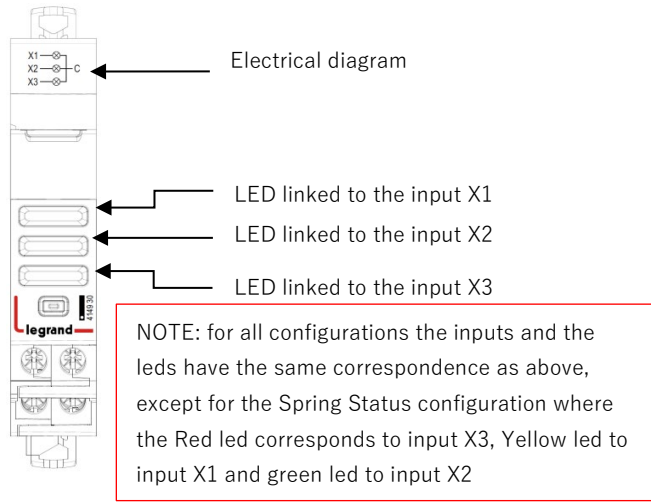 X1
X2 C
X3
Electrical diagram
LED linked to the input X1
LED linked to the input X2
LED linked to the input X3
4149 30
legrand
NOTE: for all configurations the inputs and the
leds have the same correspondence as above,
except for the Spring Status configuration where
the Red led corresponds to input X3, Yellow led to
input X1 and green led to input X2